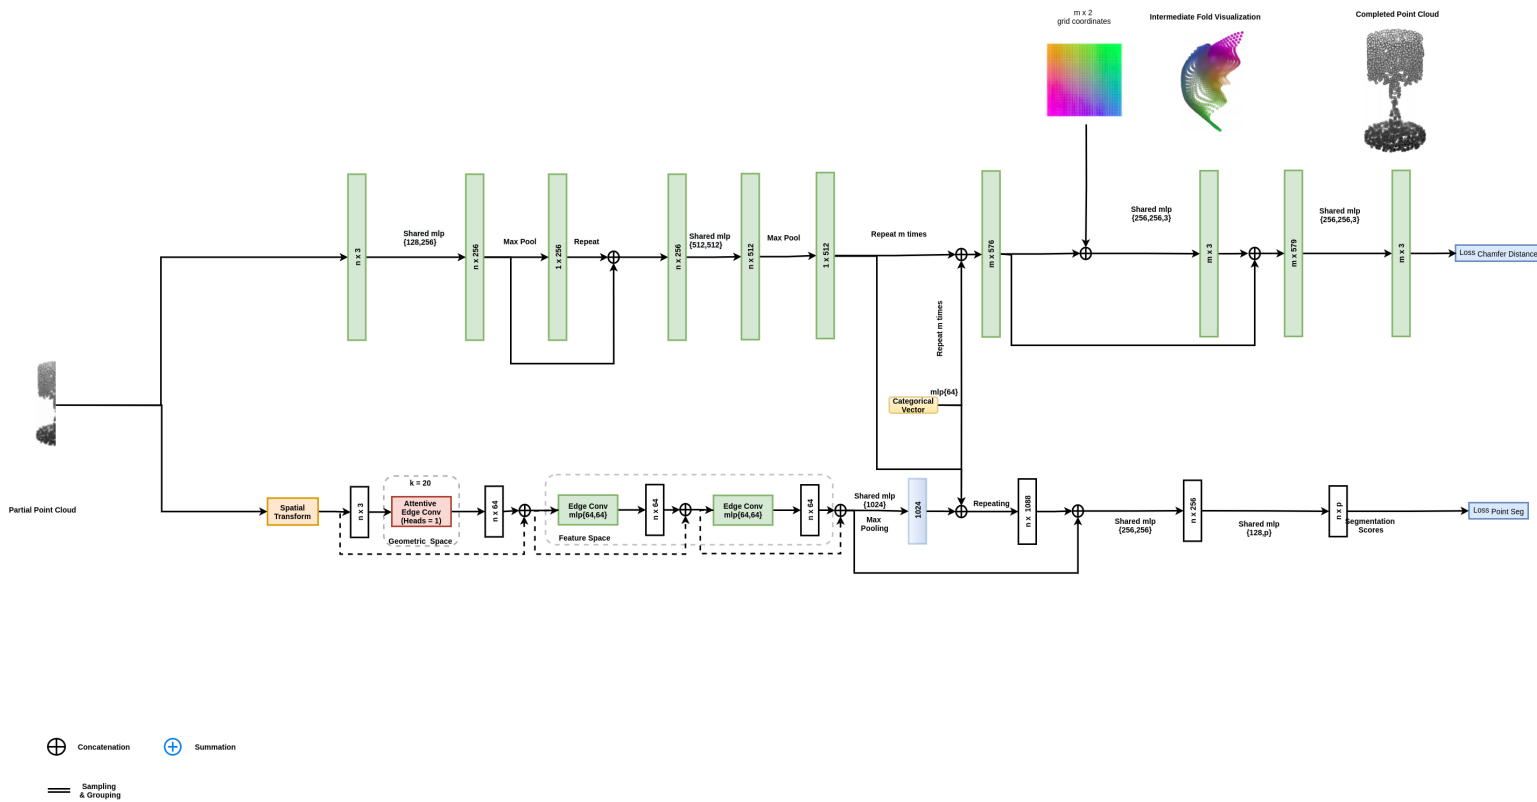 m x 2
grid coordinates
Intermediate Fold Visualization
Completed Point Cloud
n x 3
Shared mlp
{128,256}
n x 256
Max Pool
1 x 256
Repeat
n x 256
Shared mlp
{512,512}
n x 512
Max Pool
1 x 512
Repeat m times
m x 576
Shared mlp
{256,256,3}
m x 3
m x 579
Shared mlp
{256,256,3}
m x 3
Loss Chamfer Distance
Repeat m times
mlp{64}
Categorical
Vector
Partial Point Cloud
Spatial
Transform
n x 3
k = 20
Attentive
Edge Conv
(Heads = 1)
Geometric Space
n x 64
Edge Conv
mlp{64,64}
Feature Space
n x 64
Edge Conv
mlp{64,64}
n x 64
Shared mlp
{1024}
Max
Pooling
1024
Repeating
n x 1088
Shared mlp
{256,256}
n x 256
Shared mlp
{128,p}
n x p
Segmentation
Scores
Loss Point Seg
Concatenation
Summation
Sampling
& Grouping